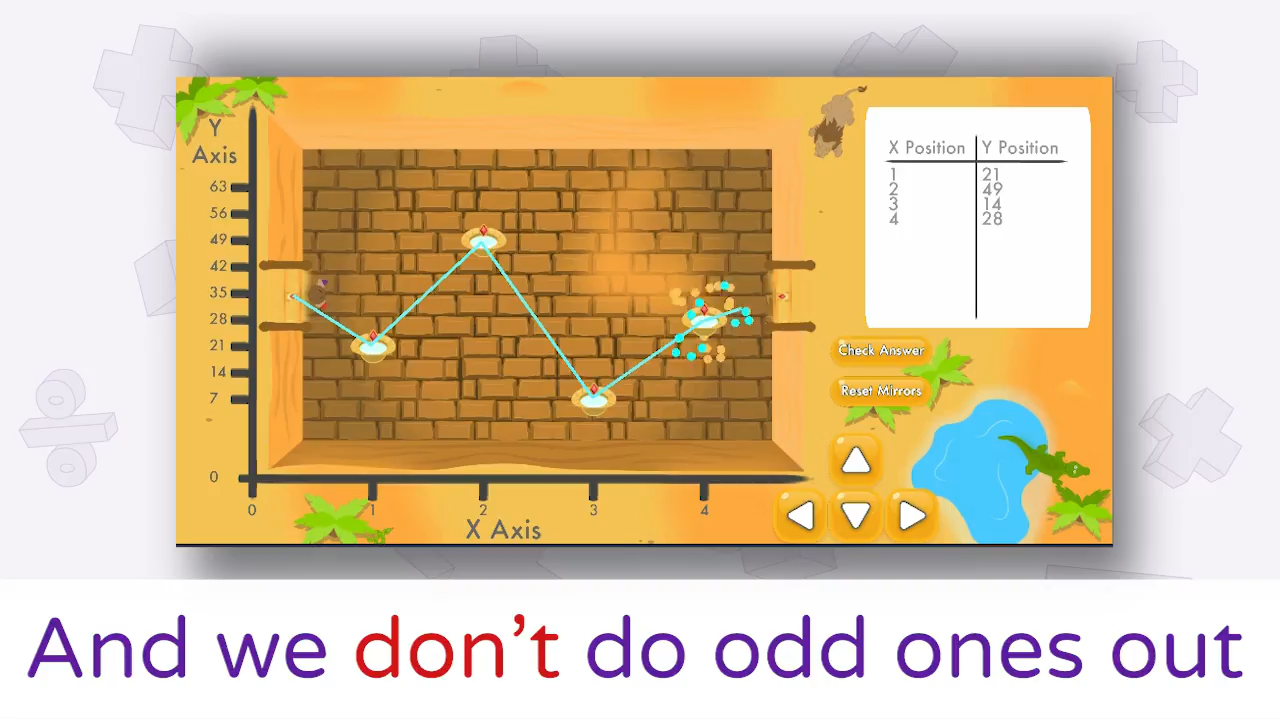 Y
Axis
63
56
49
42
35
28
21
14
7
0
0 1 2 3 4
X Axis
X Position Y Position
1 21
2 49
3 14
4 28
Check Answer
Reset Mirrors
And we don't do odd ones out